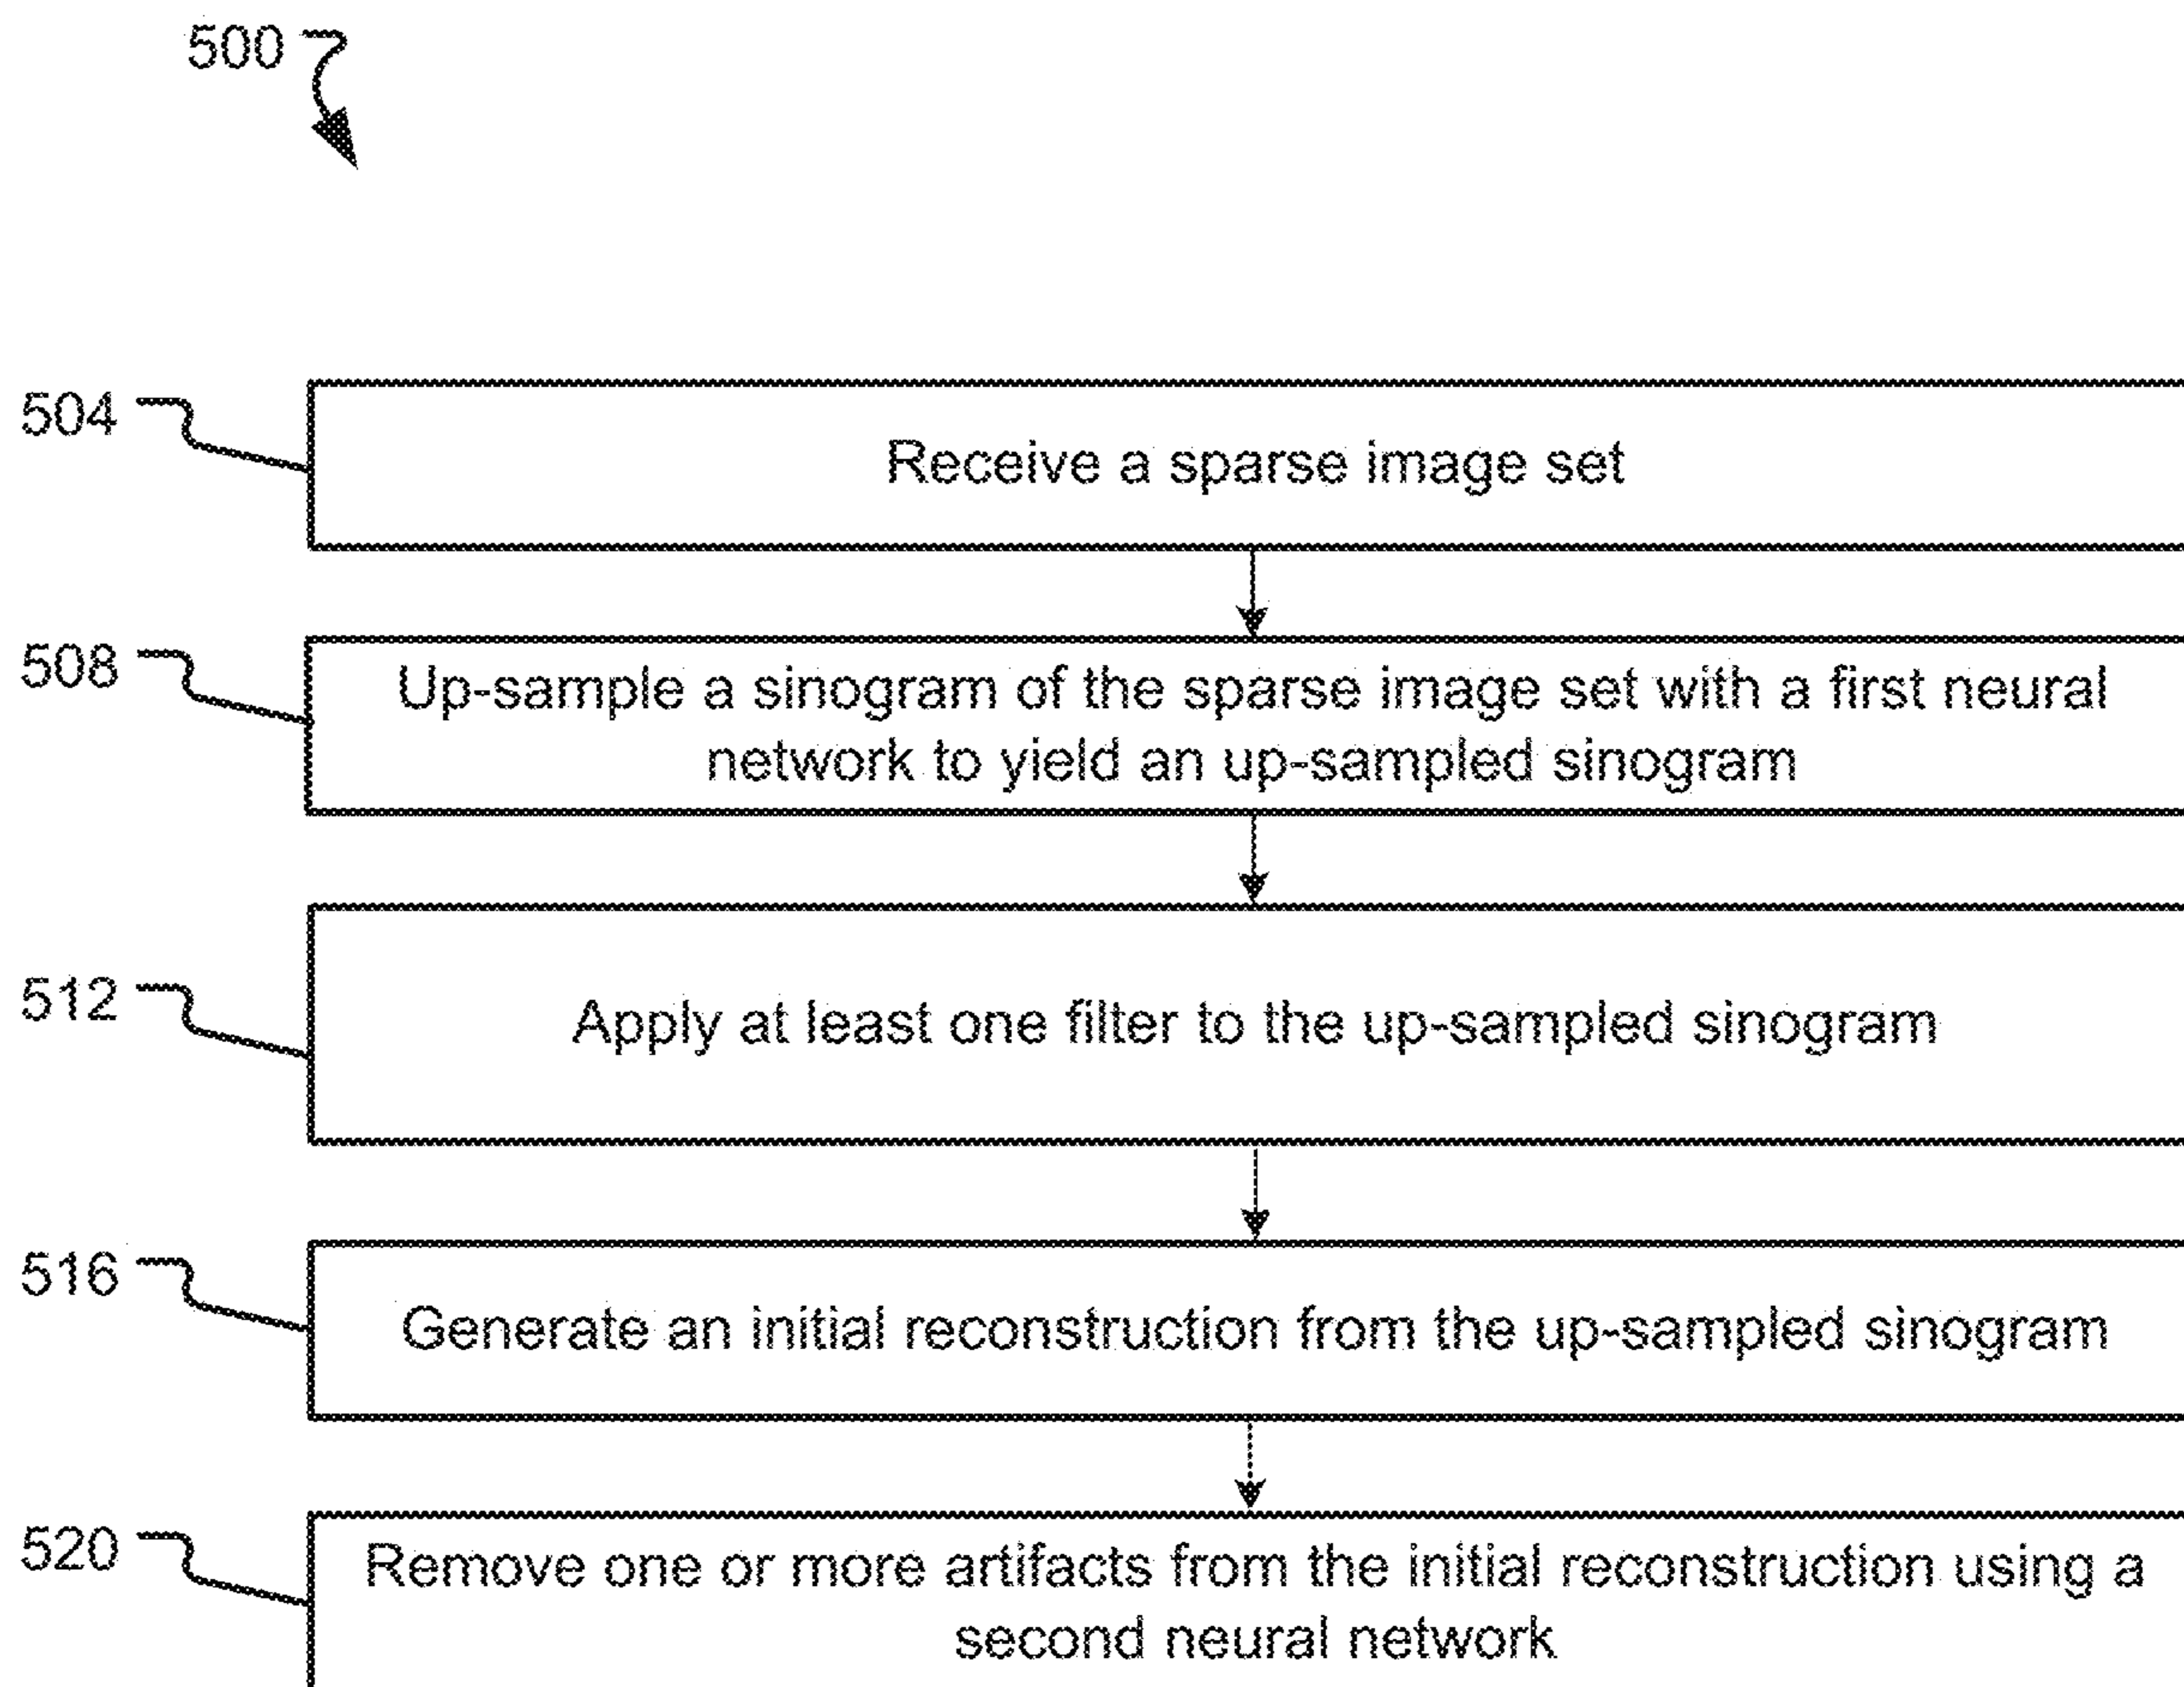 500
504
Receive a sparse image set
508
Up-sample a sinogram of the sparse image set with a first neural
network to yield an up-sampled sinogram
512
Apply at least one filter to the up-sampled sinogram
516
Generate an initial reconstruction from the up-sampled sinogram
520
Remove one or more artifacts from the initial reconstruction using a
second neural network